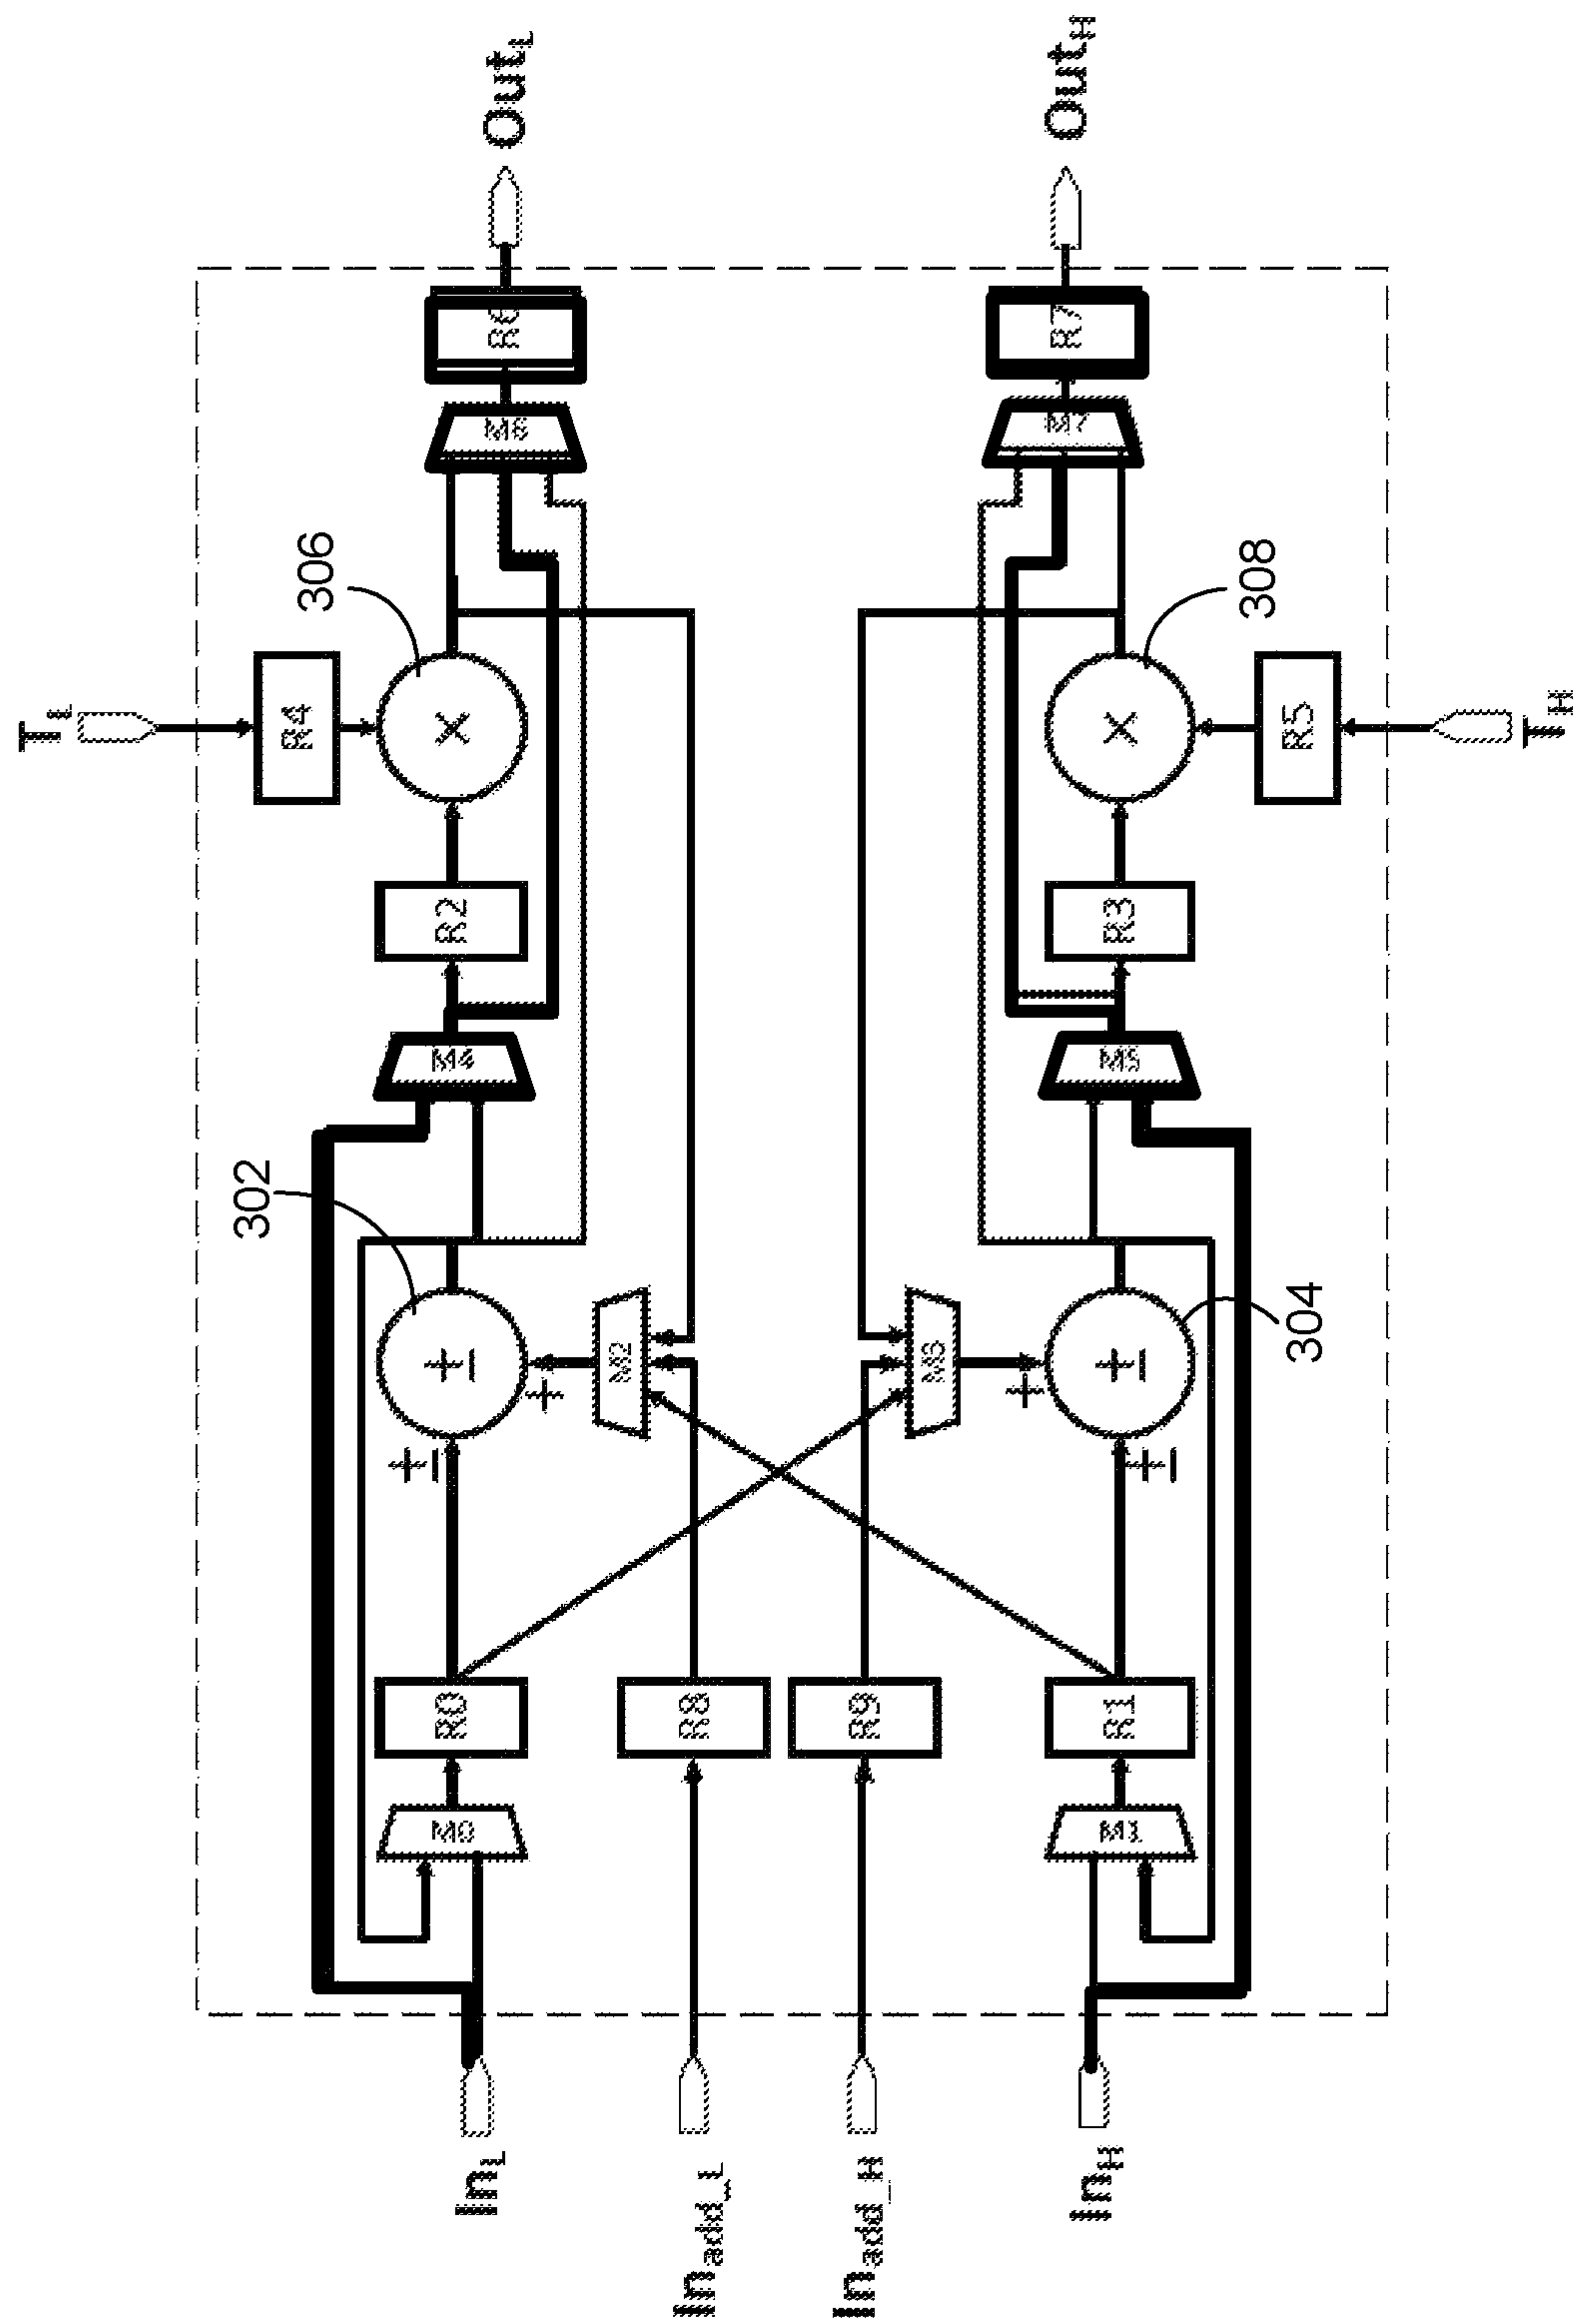 In_L
In_add_L
In_add_H
In_H
M0
M1
R0
R8
R9
R1
±
+
M2
M3
+
±
±
302
±
304
M4
M5
R2
R3
T_L
R4
×
306
×
308
R5
T_H
M6
M7
R6
R7
Out_L
Out_H